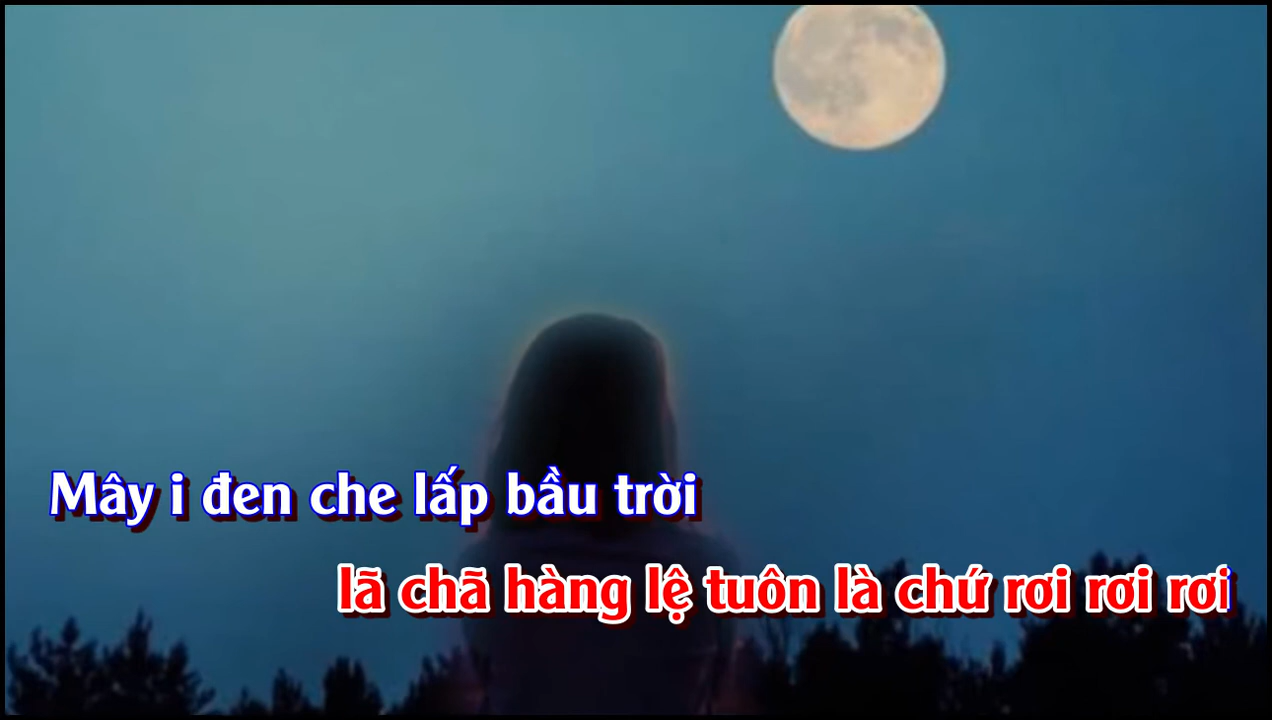 Mây i đen che lấp bầu trời
lã chã hàng lệ tuôn là chứ rơi rơi rơi